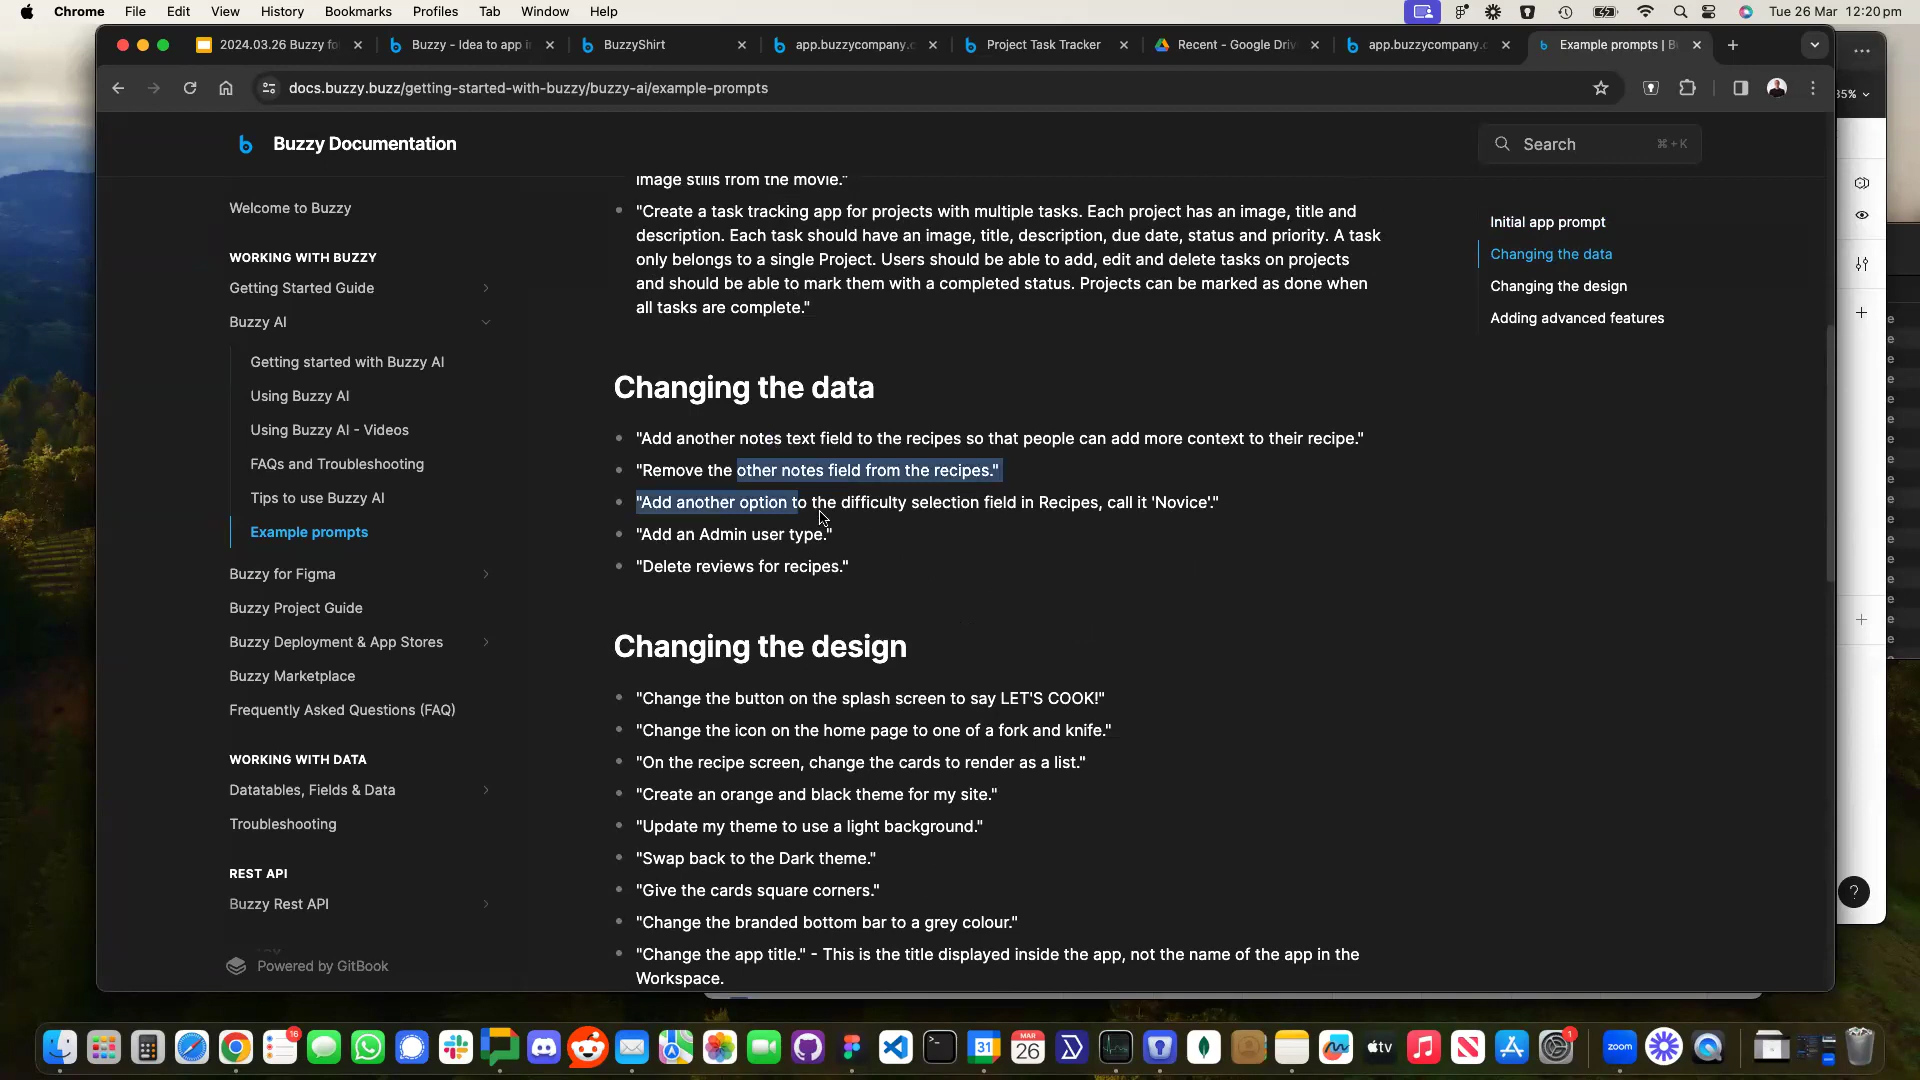 Chrome File Edit View History Bookmarks Profiles Tab Window Help Tue 26 Mar 12:20 pm
2024.03.26 Buzzy fo Buzzy - Idea to app i BuzzyShirt app.buzzycompany.c Project Task Tracker Recent - Google Driv app.buzzycompany.c Example prompts | B
docs.buzzy.buzz/getting-started-with-buzzy/buzzy-ai/example-prompts
35%
Buzzy Documentation
Search ⌘+K
Welcome to Buzzy
WORKING WITH BUZZY
Getting Started Guide
Buzzy AI
Getting started with Buzzy AI
Using Buzzy AI
Using Buzzy AI - Videos
FAQs and Troubleshooting
Tips to use Buzzy AI
Example prompts
Buzzy for Figma
Buzzy Project Guide
Buzzy Deployment & App Stores
Buzzy Marketplace
Frequently Asked Questions (FAQ)
WORKING WITH DATA
Datatables, Fields & Data
Troubleshooting
REST API
Buzzy Rest API
Powered by GitBook
image stills from the movie."
"Create a task tracking app for projects with multiple tasks. Each project has an image, title and
description. Each task should have an image, title, description, due date, status and priority. A task
only belongs to a single Project. Users should be able to add, edit and delete tasks on projects
and should be able to mark them with a completed status. Projects can be marked as done when
all tasks are complete."
Changing the data
"Add another notes text field to the recipes so that people can add more context to their recipe."
"Remove the other notes field from the recipes."
"Add another option to the difficulty selection field in Recipes, call it 'Novice'."
"Add an Admin user type."
"Delete reviews for recipes."
Changing the design
"Change the button on the splash screen to say LET'S COOK!"
"Change the icon on the home page to one of a fork and knife."
"On the recipe screen, change the cards to render as a list."
"Create an orange and black theme for my site."
"Update my theme to use a light background."
"Swap back to the Dark theme."
"Give the cards square corners."
"Change the branded bottom bar to a grey colour."
"Change the app title." - This is the title displayed inside the app, not the name of the app in the
Workspace.
Initial app prompt
Changing the data
Changing the design
Adding advanced features
?
16
31
MAR
26
tv
zoom
1